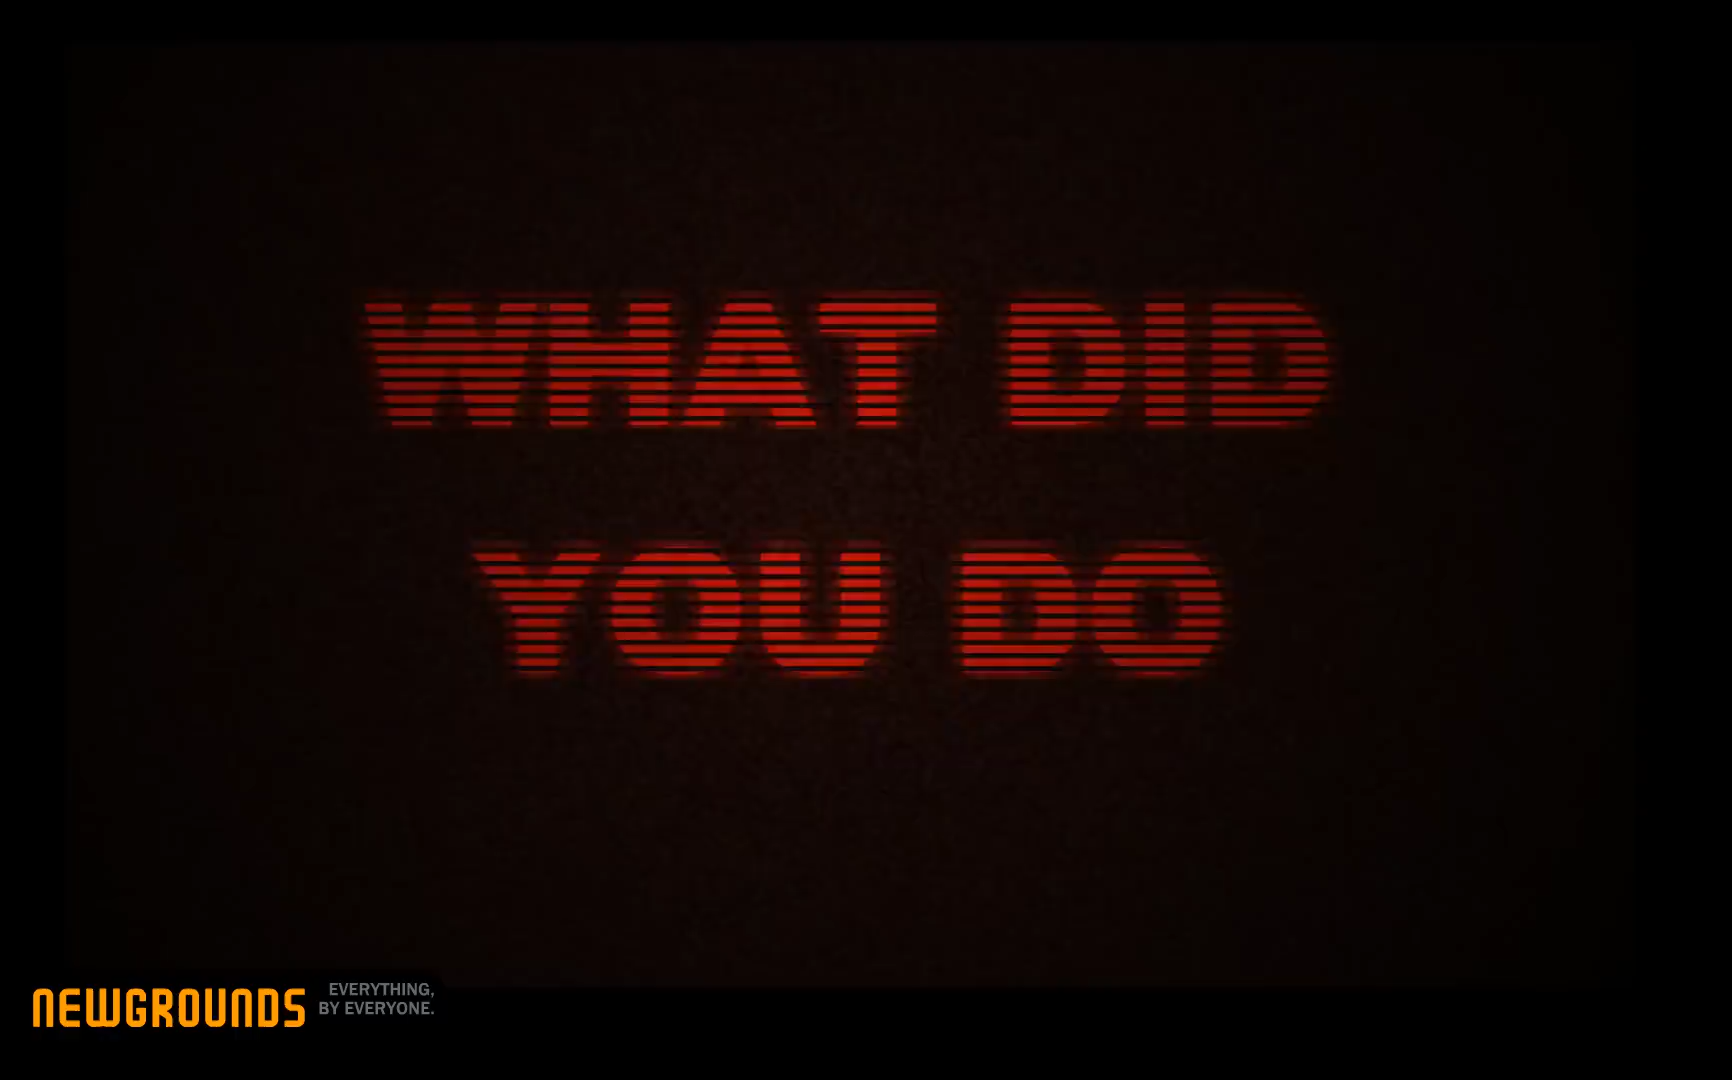 WHAT DID
YOU DO
NEWGROUNDS
EVERYTHING,
BY EVERYONE.